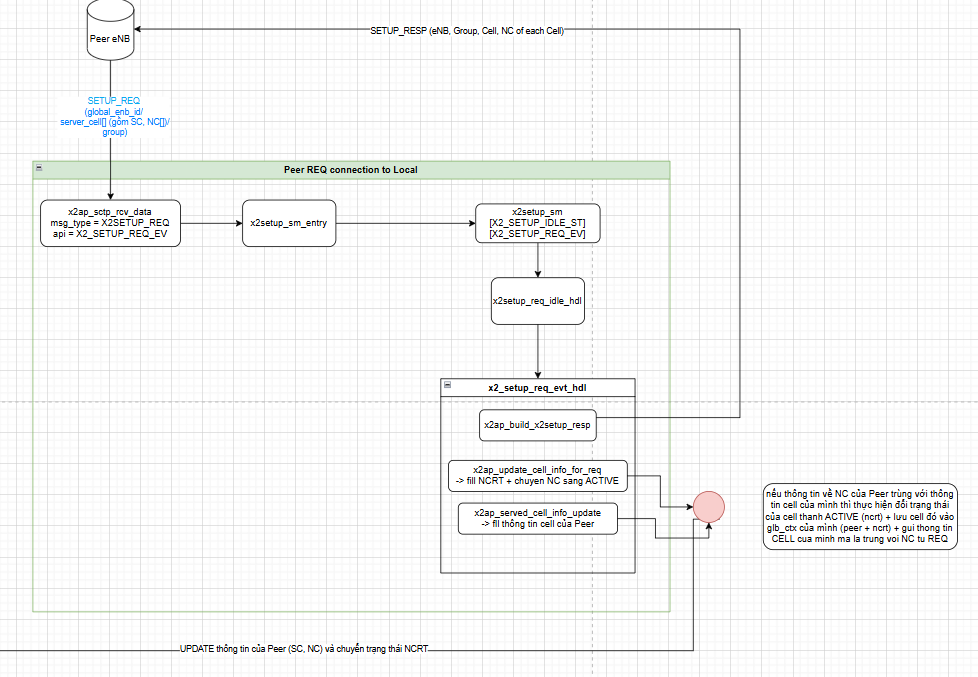 SETUP_RESP (eNB, Group, Cell, NC of each Cell)
Peer eNB
SETUP_REQ
(global_enb_id/
server_cell[] (gồm SC, NC[])/
group)
Peer REQ connection to Local
x2ap_sctp_rcv_data
msg_type = X2SETUP_REQ
api = X2_SETUP_REQ_EV
x2setup_sm_entry
x2setup_sm
[X2_SETUP_IDLE_ST]
[X2_SETUP_REQ_EV]
x2setup_req_idle_hdl
x2_setup_req_evt_hdl
x2ap_build_x2setup_resp
x2ap_update_cell_info_for_req
-> fill NCRT + chuyen NC sang ACTIVE
x2ap_served_cell_info_update
-> fll thông tin cell của Peer
nếu thông tin về NC của Peer trùng với thông
tin cell của mình thì thực hiện đổi trạng thái
của cell thanh ACTIVE (ncrt) + lưu cell đó vào
glb_ctx của mình (peer + ncrt) + gui thong tin
CELL cua minh ma la trung voi NC tu REQ
UPDATE thông tin của Peer (SC, NC) và chuyển trạng thái NCRT